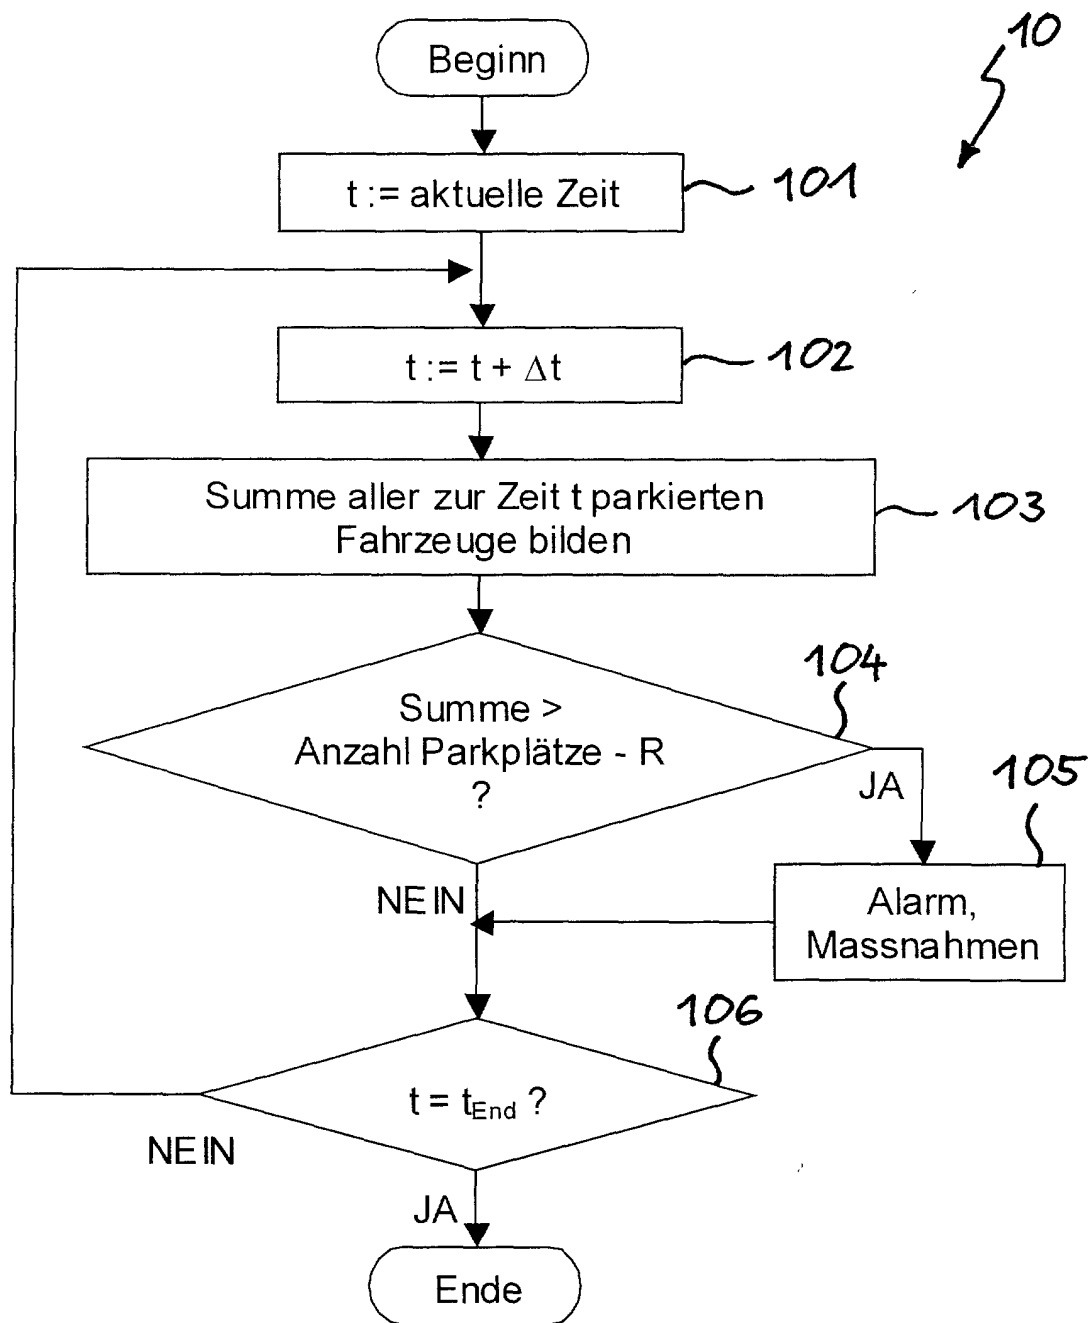 Beginn
10
t := aktuelle Zeit
101
t := t + Δt
102
Summe aller zur Zeit t parkierten
Fahrzeuge bilden
103
104
Summe >
Anzahl Parkplätze - R
?
JA
105
NEIN
Alarm,
Massnahmen
106
t = tEnd ?
NEIN
JA
Ende